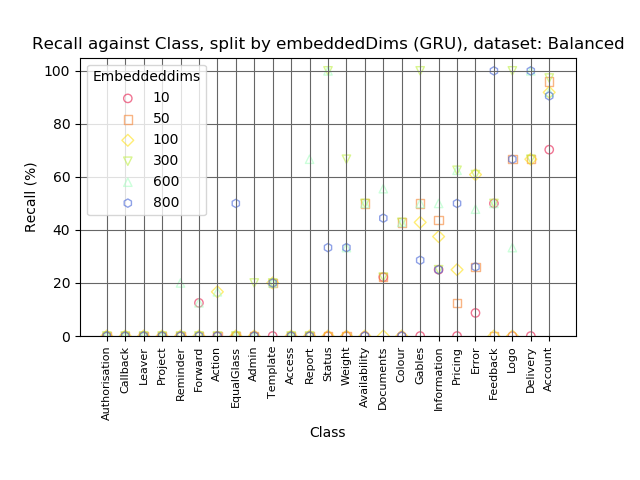 Recall against Class, split by embeddedDims (GRU), dataset: Balanced
Recall (%)
100
80
60
40
20
0
Embeddeddims
10
50
100
300
600
800
Authorisation
Callback
Leaver
Project
Reminder
Forward
Action
EqualGlass
Admin
Template
Access
Report
Status
Weight
Availability
Documents
Colour
Gables
Information
Pricing
Error
Feedback
Logo
Delivery
Account
Class